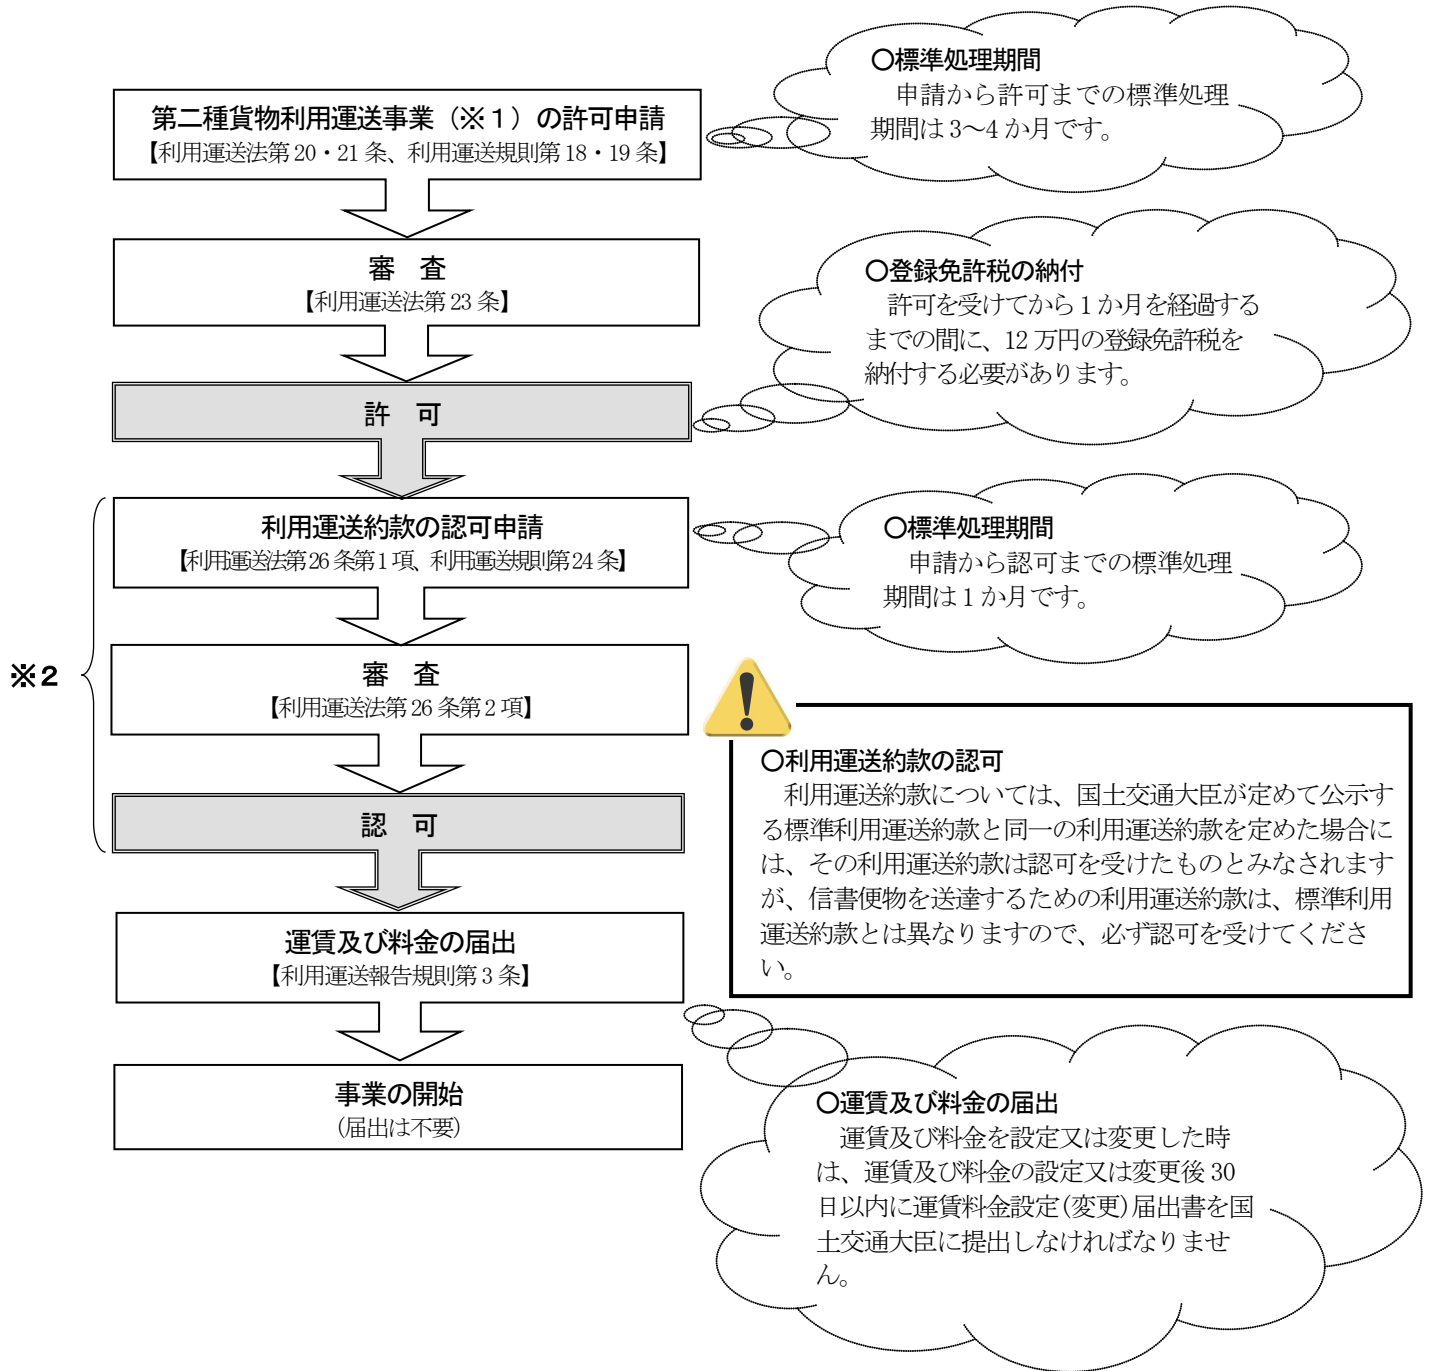 第二種貨物利用運送事業（※１）の許可申請
【利用運送法第20・21条、利用運送規則第18・19条】
○標準処理期間
申請から許可までの標準処理
期間は3～4か月です。
審　査
【利用運送法第23条】
○登録免許税の納付
許可を受けてから1か月を経過する
までの間に、12万円の登録免許税を
納付する必要があります。
許　可
利用運送約款の認可申請
【利用運送法第26条第1項、利用運送規則第24条】
○標準処理期間
申請から認可までの標準処理
期間は1か月です。
※2
審　査
【利用運送法第26条第2項】
○利用運送約款の認可
利用運送約款については、国土交通大臣が定めて公示す
る標準利用運送約款と同一の利用運送約款を定めた場合に
は、その利用運送約款は認可を受けたものとみなされます
が、信書便物を送達するための利用運送約款は、標準利用
運送約款とは異なりますので、必ず認可を受けてくださ
い。
認　可
運賃及び料金の届出
【利用運送報告規則第3条】
事業の開始
（届出は不要）
○運賃及び料金の届出
運賃及び料金を設定又は変更した時
は、運賃及び料金の設定又は変更後30
日以内に運賃料金設定（変更）届出書を国
土交通大臣に提出しなければなりませ
ん。